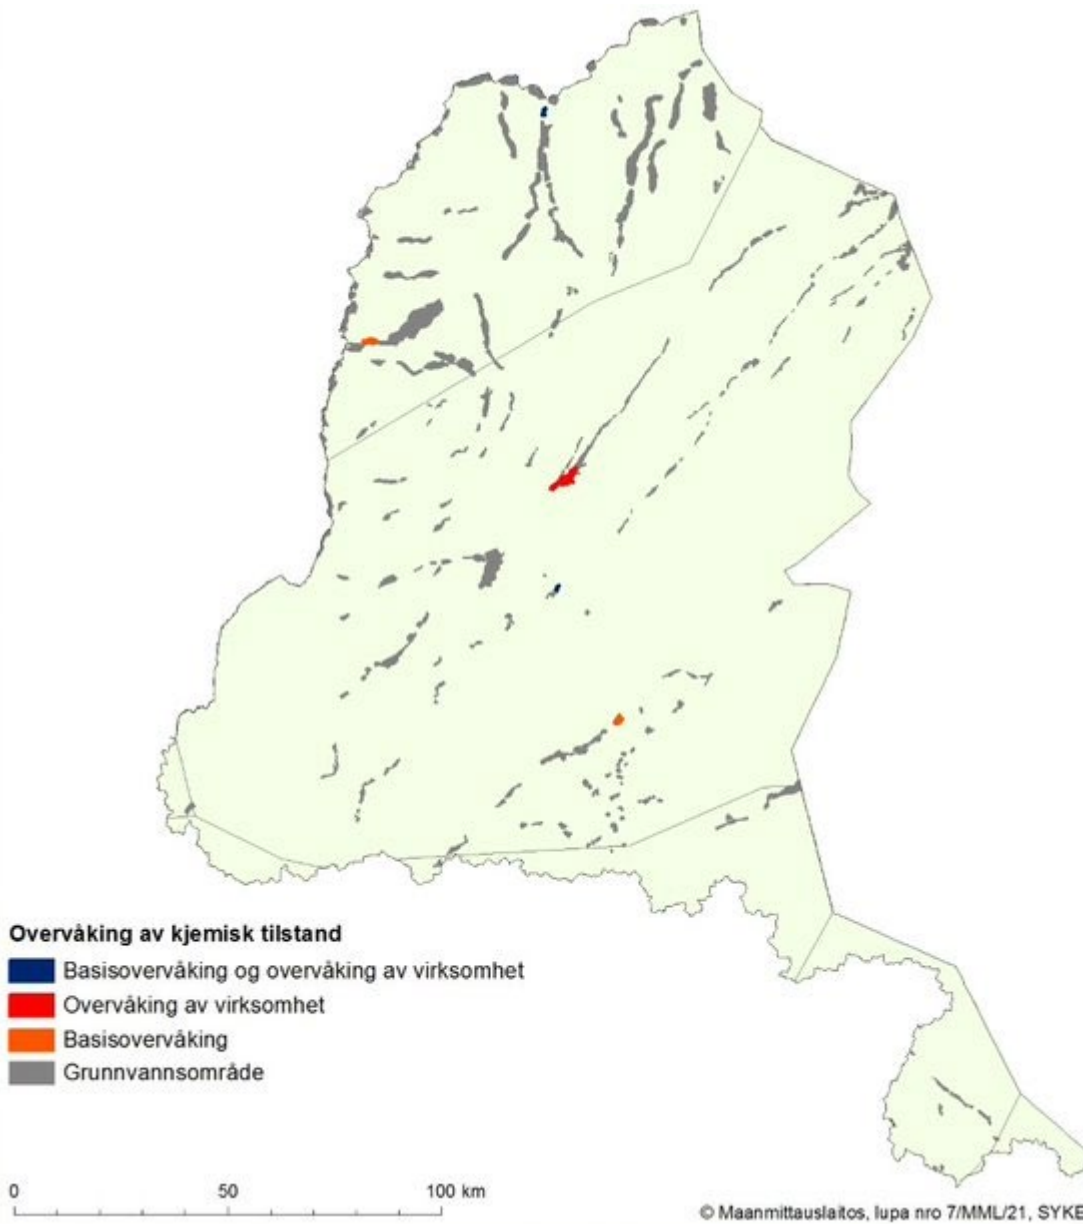 Overvåking av kjemisk tilstand
Basisovervåking og overvåking av virksomhet
Overvåking av virksomhet
Basisovervåking
Grunnvannsområde
0 50 100 km
© Maanmittauslaitos, lupa nro 7/MML/21, SYKE